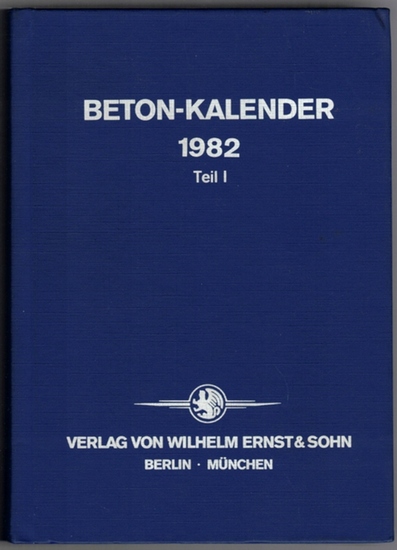 BETON-KALENDER
1982
Teil I
VERLAG VON WILHELM ERNST & SOHN
BERLIN · MÜNCHEN